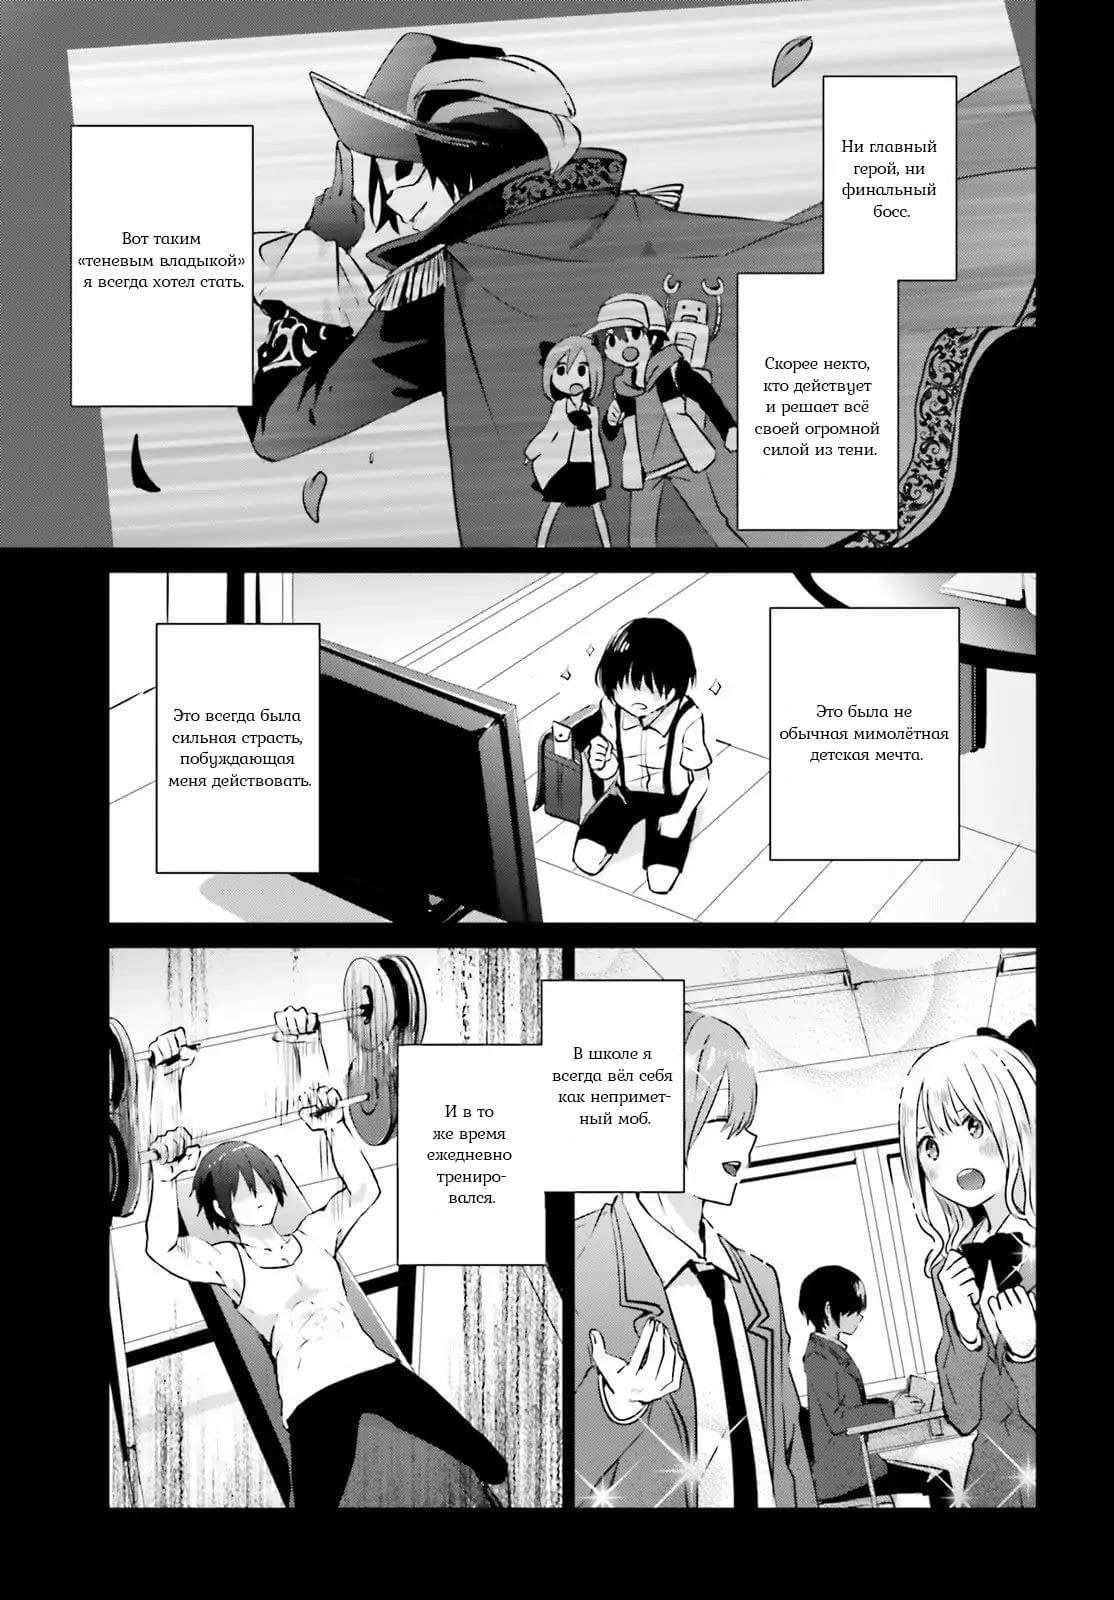 Ни главный
герой, ни
финальный
босс.
Скорее некто,
кто действует
и решает всё
своей огромной
силой из тени.
Вот таким
«теневым владыкой»
я всегда хотел стать.
Это была не
обычная мимолётная
детская мечта.
Это всегда была
сильная страсть,
побуждающая
меня действовать.
В школе я
всегда вёл себя
как непримет-
ный моб.
И в то
же время
ежедневно
трениро-
вался.